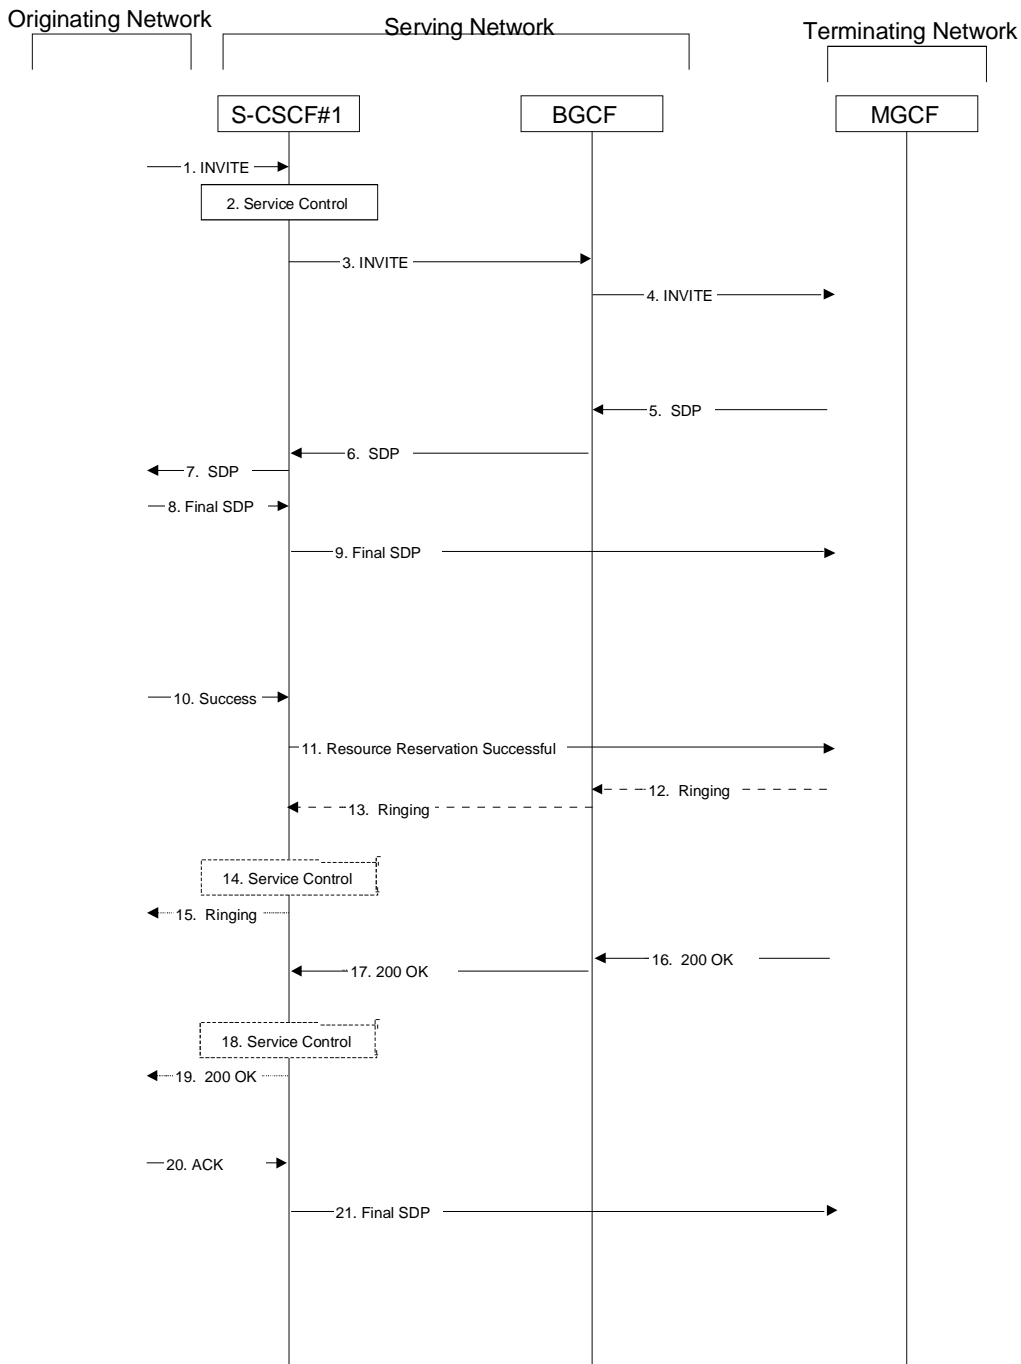 Originating Network
Serving Network
Terminating Network
S-CSCF#1
BGCF
MGCF
1. INVITE
2. Service Control
3. INVITE
4. INVITE
5. SDP
6. SDP
7. SDP
8. Final SDP
9. Final SDP
10. Success
11. Resource Reservation Successful
12. Ringing
13. Ringing
14. Service Control
15. Ringing
16. 200 OK
17. 200 OK
18. Service Control
19. 200 OK
20. ACK
21. Final SDP